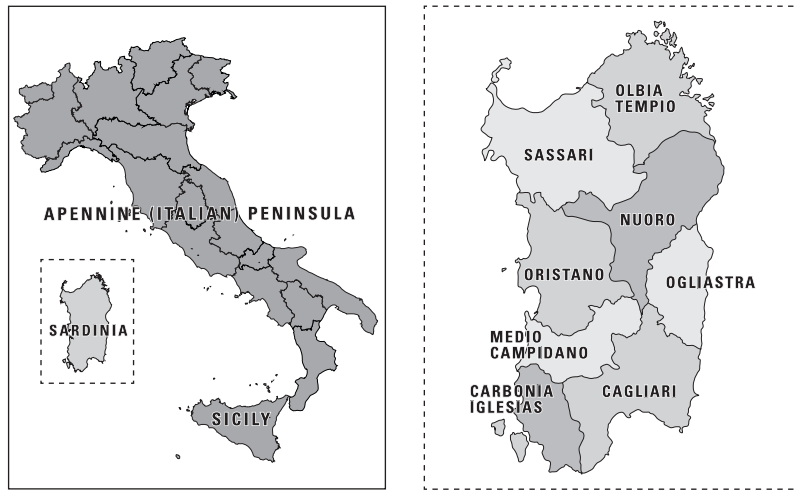 APENNINE (ITALIAN) PENINSULA
SARDINIA
SICILY
OLBIA
TEMPIO
SASSARI
NUORO
ORISTANO
OGLIASTRA
MEDIO
CAMPIDANO
CARBONIA
IGLESIAS
CAGLIARI